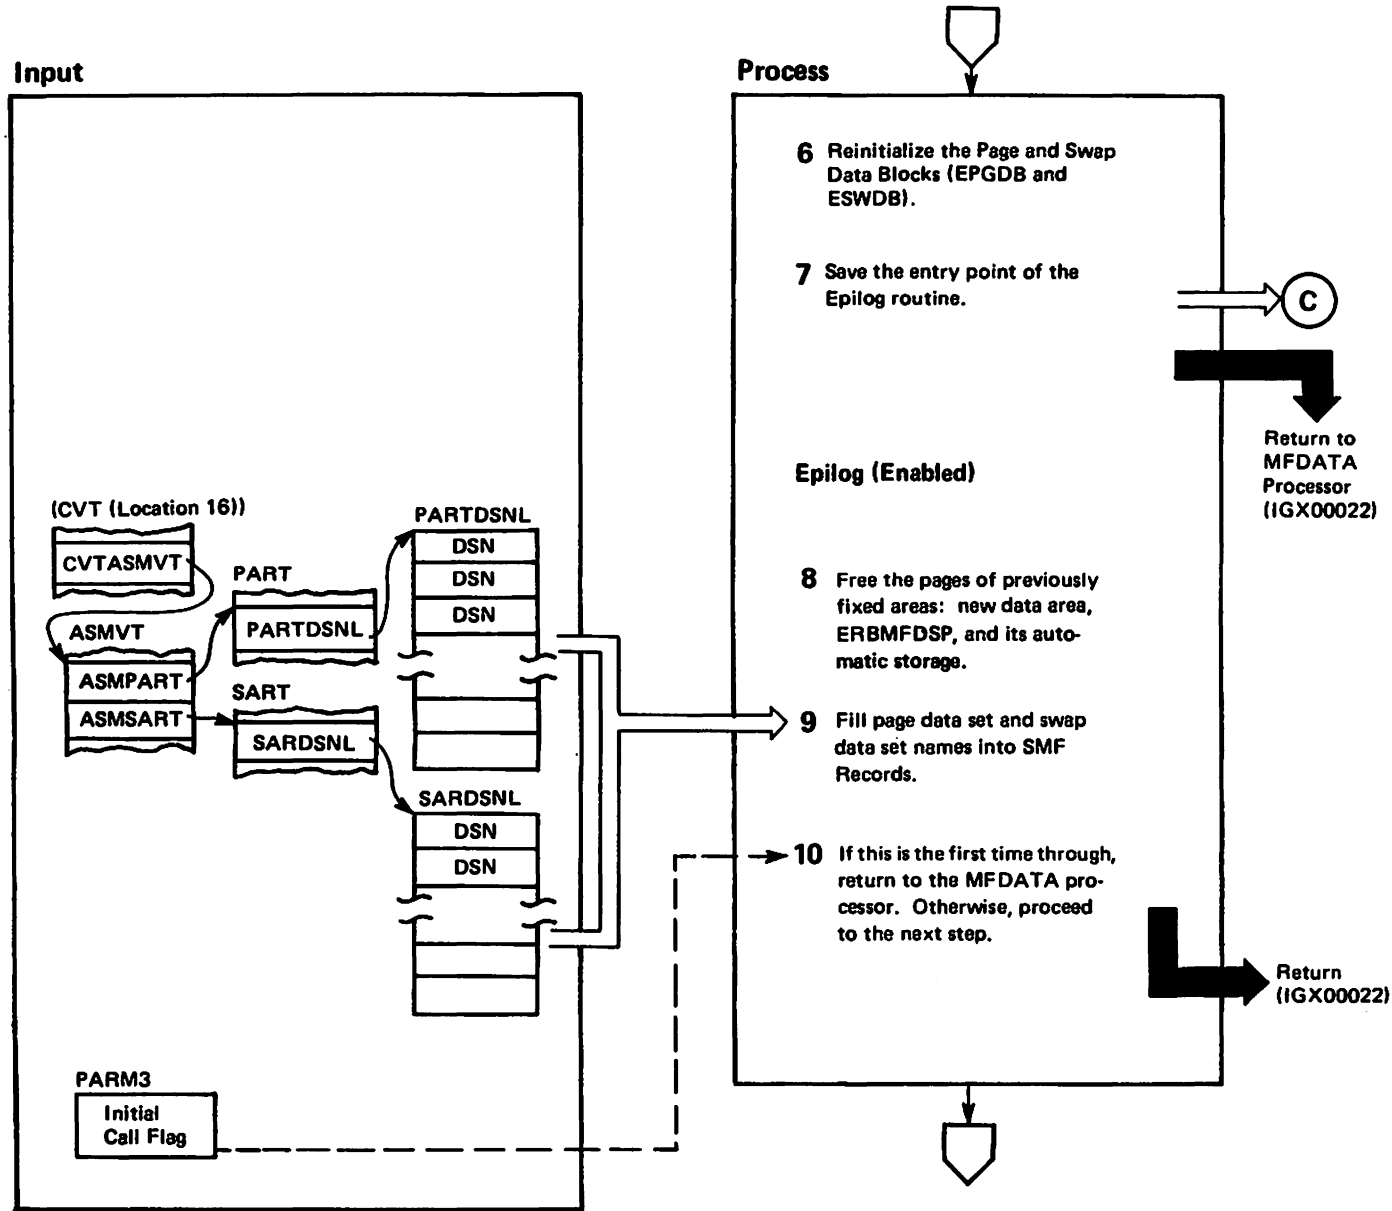 Input
(CVT (Location 16))
CVTASMVT
ASMVT
ASMPART
ASMSART
PART
PARTDSNL
SART
SARDSNL
PARTDSNL
DSN
DSN
DSN
SARDSNL
DSN
DSN
PARM3
Initial
Call Flag
Process
6 Reinitialize the Page and Swap
Data Blocks (EPGDB and
ESWDB).
7 Save the entry point of the
Epilog routine.
C
Return to
MFDATA
Processor
(IGX00022)
Epilog (Enabled)
8 Free the pages of previously
fixed areas: new data area,
ERBMFDSP, and its auto-
matic storage.
9 Fill page data set and swap
data set names into SMF
Records.
10 If this is the first time through,
return to the MFDATA pro-
cessor. Otherwise, proceed
to the next step.
Return
(IGX00022)